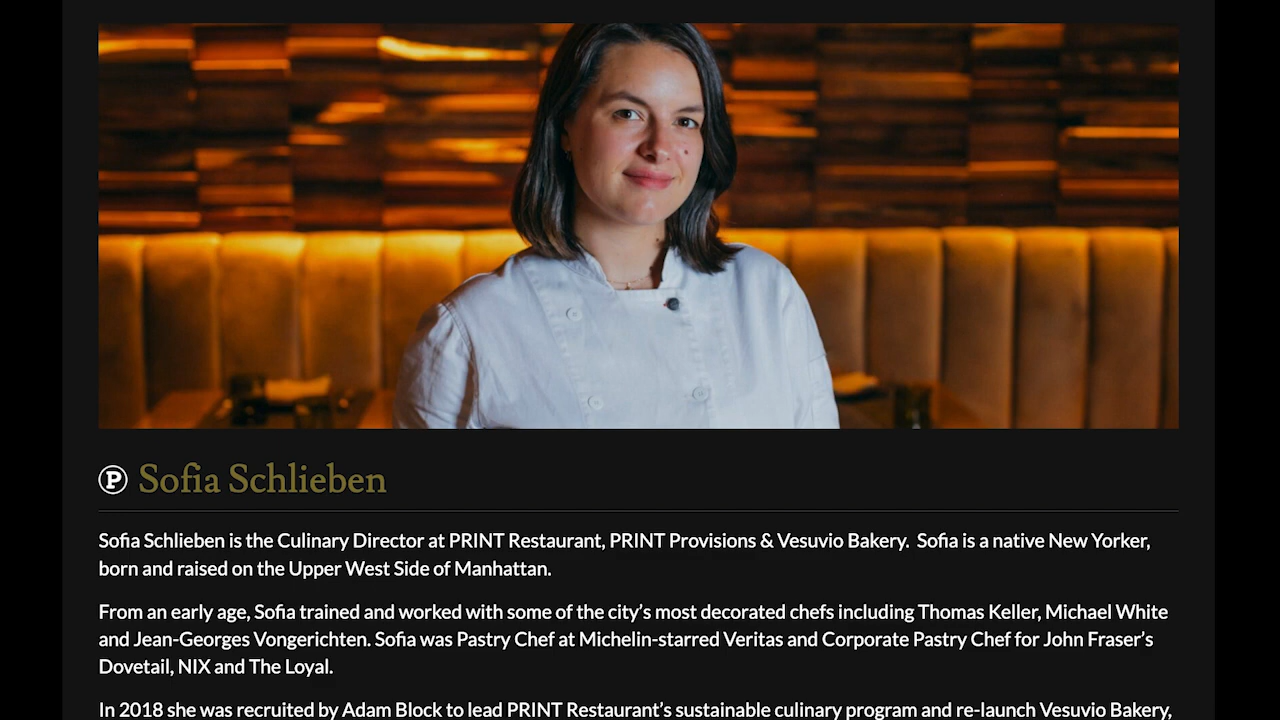 P Sofia Schlieben
Sofia Schlieben is the Culinary Director at PRINT Restaurant, PRINT Provisions & Vesuvio Bakery.  Sofia is a native New Yorker,
born and raised on the Upper West Side of Manhattan.
From an early age, Sofia trained and worked with some of the city’s most decorated chefs including Thomas Keller, Michael White
and Jean-Georges Vongerichten. Sofia was Pastry Chef at Michelin-starred Veritas and Corporate Pastry Chef for John Fraser’s
Dovetail, NIX and The Loyal.
In 2018 she was recruited by Adam Block to lead PRINT Restaurant’s sustainable culinary program and re-launch Vesuvio Bakery,